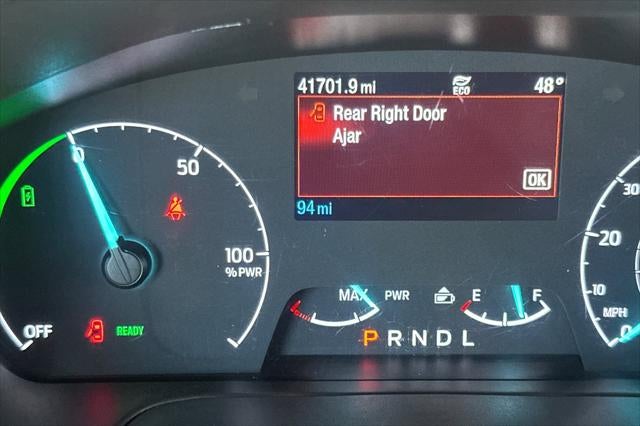 41701.9 mi ECO 48°
Rear Right Door
Ajar
OK
94 mi
0
50
100
% PWR
OFF
READY
MAX PWR
E F
P R N D L
30
20
10
MPH
0